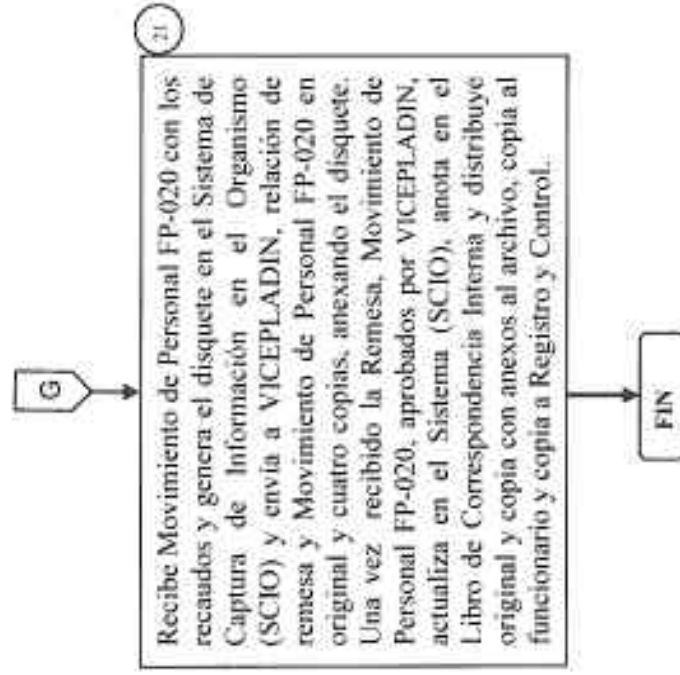 G
21
Recibe Movimiento de Personal FP-020 con los
recaudos y genera el disquete en el Sistema de
Captura de Información en el Organismo
(SCIO) y envía a VICEPLADIN, relación de
remesa y Movimiento de Personal FP-020 en
original y cuatro copias, anexando el disquete.
Una vez recibido la Remesa, Movimiento de
Personal FP-020, aprobados por VICEPLADIN,
actualiza en el Sistema (SCIO), anota en el
Libro de Correspondencia Interna y distribuye
original y copia con anexos al archivo, copia al
funcionario y copia a Registro y Control..
FIN